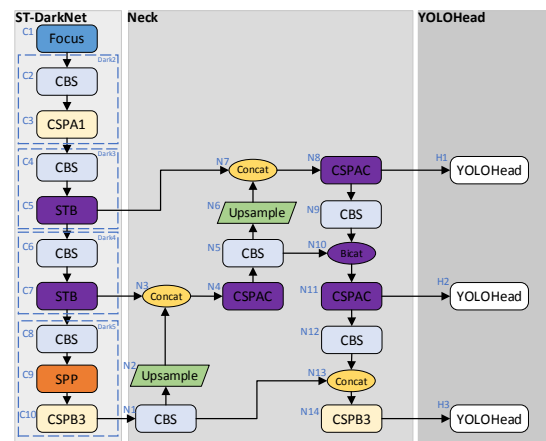 ST-DarkNet
Neck
YOLOHead
C1
Focus
Dark2
C2
CBS
C3
CSPA1
Dark3
C4
CBS
C5
STB
Dark4
C6
CBS
C7
STB
Dark5
C8
CBS
C9
SPP
C10
CSPB3
N1
CBS
N2
Upsample
N3
Concat
N4
CSPAC
N5
CBS
N6
Upsample
N7
Concat
N8
CSPAC
N9
CBS
N10
Bicat
N11
CSPAC
N12
CBS
N13
Concat
N14
CSPB3
H1
YOLOHead
H2
YOLOHead
H3
YOLOHead